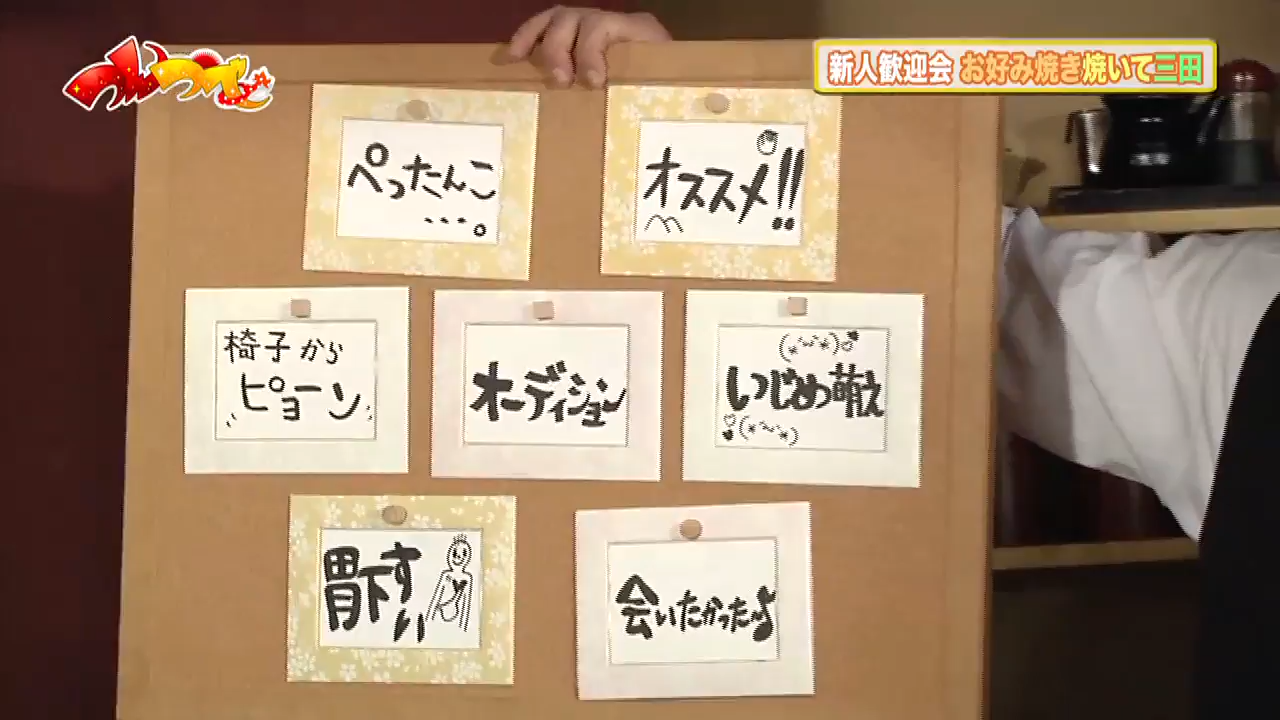 新人歓迎会 お好み焼き焼いて三田
ぺったんこ
…。
オススメ!!
椅子から
ピョーン
オーディション
(*´～`*)
いじめ萌え
(*´～`*)
胃下すい
会いたかった♪